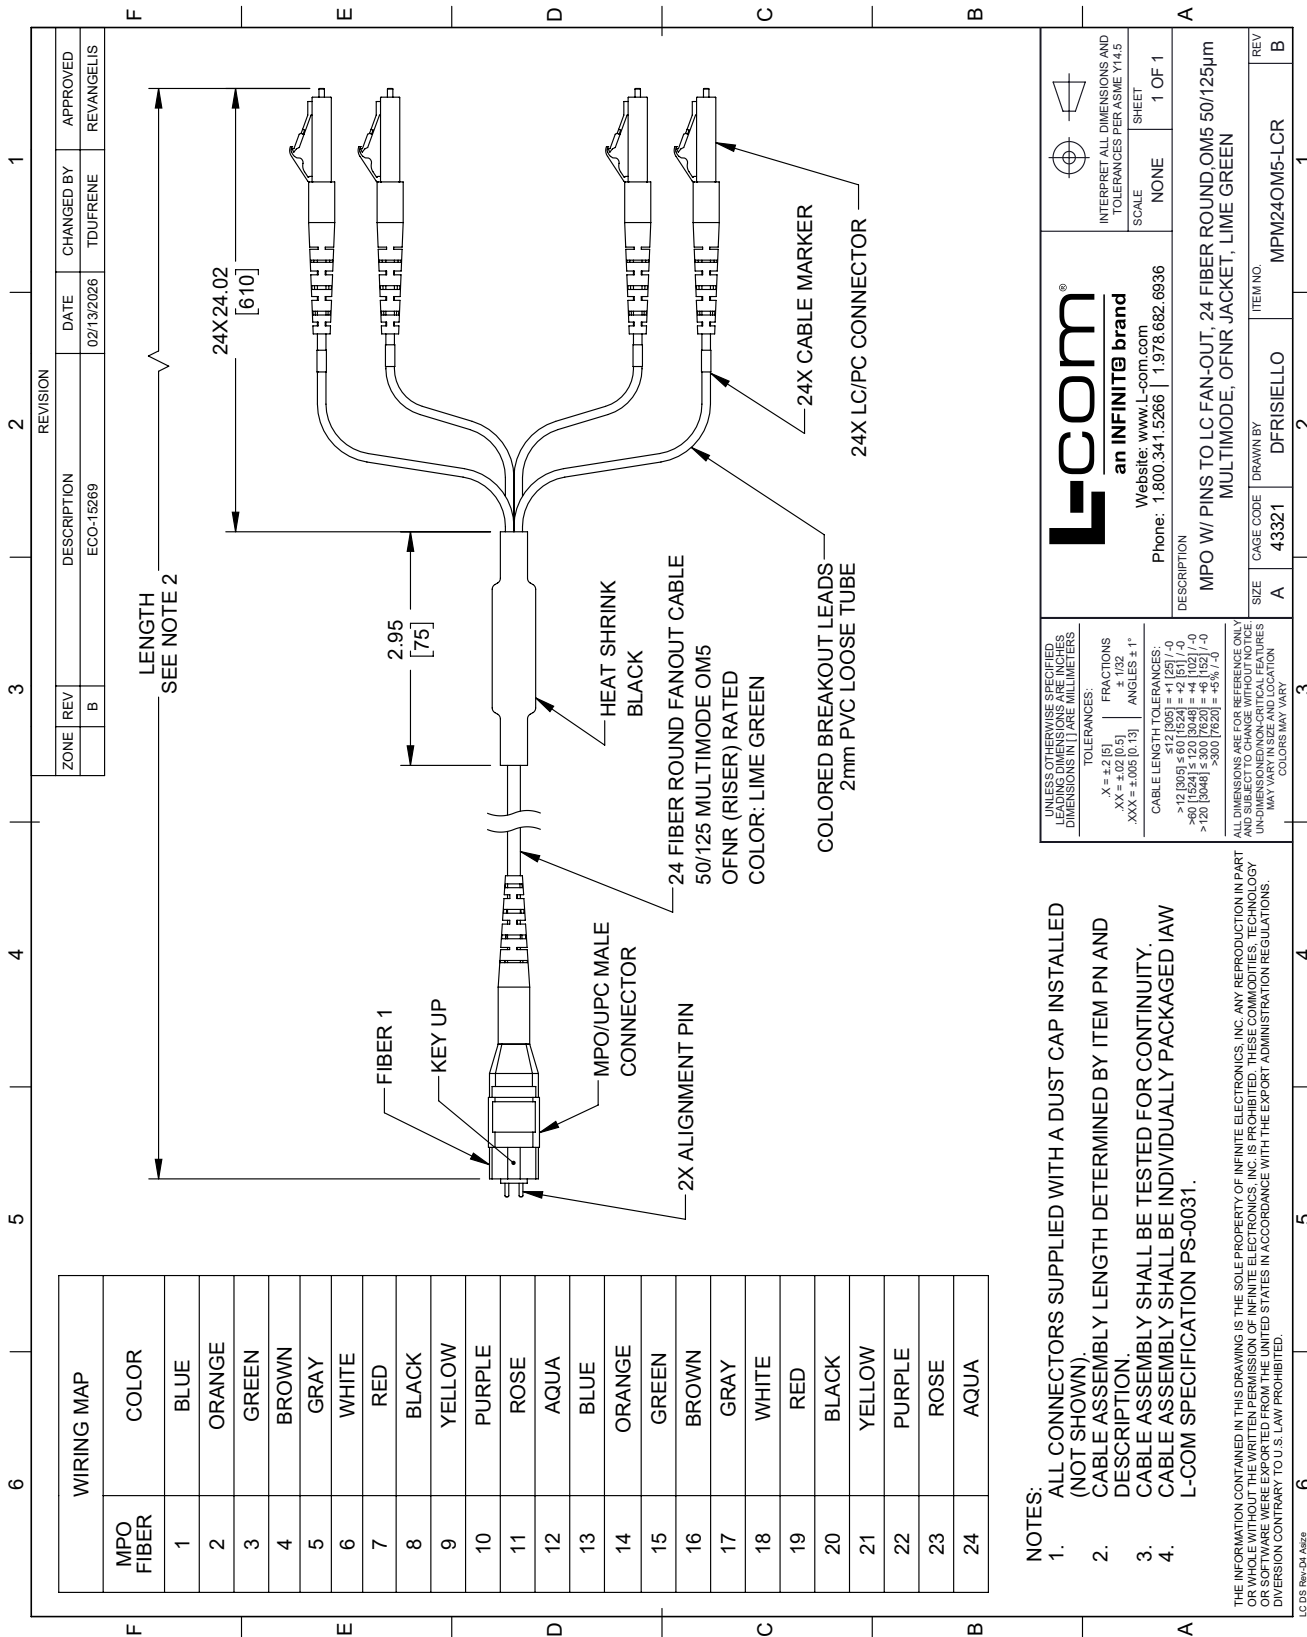 REVISION
ZONE REV DESCRIPTION DATE CHANGED BY APPROVED
B ECO-15269 02/13/2026 TDUFRENE REVANGELIS
6 5 4 3 2 1
F E D C B A
WIRING MAP
MPO FIBER COLOR
1 BLUE
2 ORANGE
3 GREEN
4 BROWN
5 GRAY
6 WHITE
7 RED
8 BLACK
9 YELLOW
10 PURPLE
11 ROSE
12 AQUA
13 BLUE
14 ORANGE
15 GREEN
16 BROWN
17 GRAY
18 WHITE
19 RED
20 BLACK
21 YELLOW
22 PURPLE
23 ROSE
24 AQUA
LENGTH
SEE NOTE 2
24X24.02
[610]
2.95
[75]
FIBER 1
KEY UP
MPO/UPC MALE
CONNECTOR
2X ALIGNMENT PIN
HEAT SHRINK
BLACK
24 FIBER ROUND FANOUT CABLE
50/125 MULTIMODE OM5
OFNR (RISER) RATED
COLOR: LIME GREEN
COLORED BREAKOUT LEADS
2mm PVC LOOSE TUBE
24X CABLE MARKER
24X LC/PC CONNECTOR
NOTES:
1. ALL CONNECTORS SUPPLIED WITH A DUST CAP INSTALLED
(NOT SHOWN).
2. CABLE ASSEMBLY LENGTH DETERMINED BY ITEM PN AND
DESCRIPTION.
3. CABLE ASSEMBLY SHALL BE TESTED FOR CONTINUITY.
4. CABLE ASSEMBLY SHALL BE INDIVIDUALLY PACKAGED IAW
L-COM SPECIFICATION PS-0031.
THE INFORMATION CONTAINED IN THIS DRAWING IS THE SOLE PROPERTY OF INFINITE ELECTRONICS, INC. ANY REPRODUCTION IN PART
OR WHOLE WITHOUT THE WRITTEN PERMISSION OF INFINITE ELECTRONICS, INC. IS PROHIBITED. THESE COMMODITIES, TECHNOLOGY
OR SOFTWARE WERE EXPORTED FROM THE UNITED STATES IN ACCORDANCE WITH THE EXPORT ADMINISTRATION REGULATIONS.
DIVERSION CONTRARY TO U.S. LAW PROHIBITED.
UNLESS OTHERWISE SPECIFIED
LEADING DIMENSIONS ARE INCHES
DIMENSIONS IN [ ] ARE MILLIMETERS
TOLERANCES:
.X = ±.2 [5] FRACTIONS
.XX = ±.02 [0.5] ± 1/32
.XXX = ±.005 [0.13] ANGLES ± 1°
CABLE LENGTH TOLERANCES:
≤12 [305] = +1 [25] / -0
>12 [305] ≤ 60 [1524] = +2 [51] / -0
>60 [1524] ≤ 120 [3048] = +4 [102] / -0
>120 [3048] ≤ 300 [7620] = +6 [152] / -0
>300 [7620] = +5% / -0
ALL DIMENSIONS ARE FOR REFERENCE ONLY
AND SUBJECT TO CHANGE WITHOUT NOTICE.
UN-DIMENSIONED/NON-CRITICAL FEATURES
MAY VARY IN SIZE AND LOCATION
COLORS MAY VARY
L-com®
an INFINITE brand
Website: www.L-com.com
Phone: 1.800.341.5266 | 1.978.682.6936
INTERPRET ALL DIMENSIONS AND
TOLERANCES PER ASME Y14.5
SCALE NONE
SHEET 1 OF 1
DESCRIPTION
MPO W/ PINS TO LC FAN-OUT, 24 FIBER ROUND,OM5 50/125µm
MULTIMODE, OFNR JACKET, LIME GREEN
SIZE A
CAGE CODE 43321
DRAWN BY DFRISIELLO
ITEM NO. MPM24OM5-LCR
REV B
6 5 4 3 2 1
F E D C B A
LC DS Rev-D4 Asize